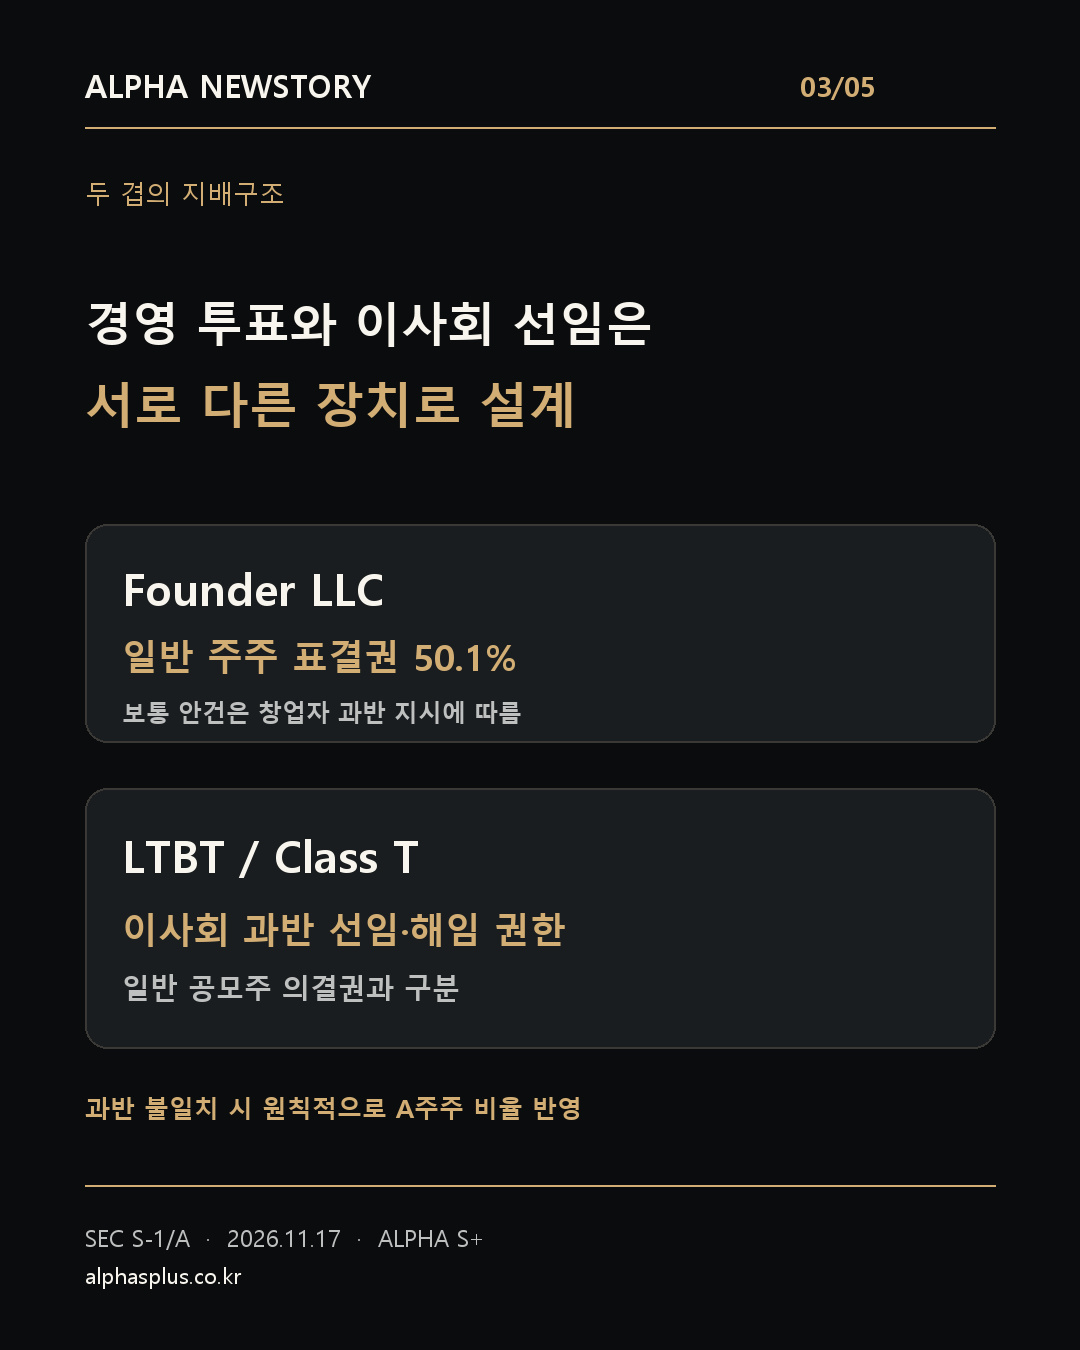 ALPHA NEWSTORY
03/05
두 겹의 지배구조
경영 투표와 이사회 선임은
서로 다른 장치로 설계
Founder LLC
일반 주주 표결권 50.1%
보통 안건은 창업자 과반 지시에 따름
LTBT / Class T
이사회 과반 선임·해임 권한
일반 공모주 의결권과 구분
과반 불일치 시 원칙적으로 A주주 비율 반영
SEC S-1/A · 2026.11.17 · ALPHA S+
alphasplus.co.kr